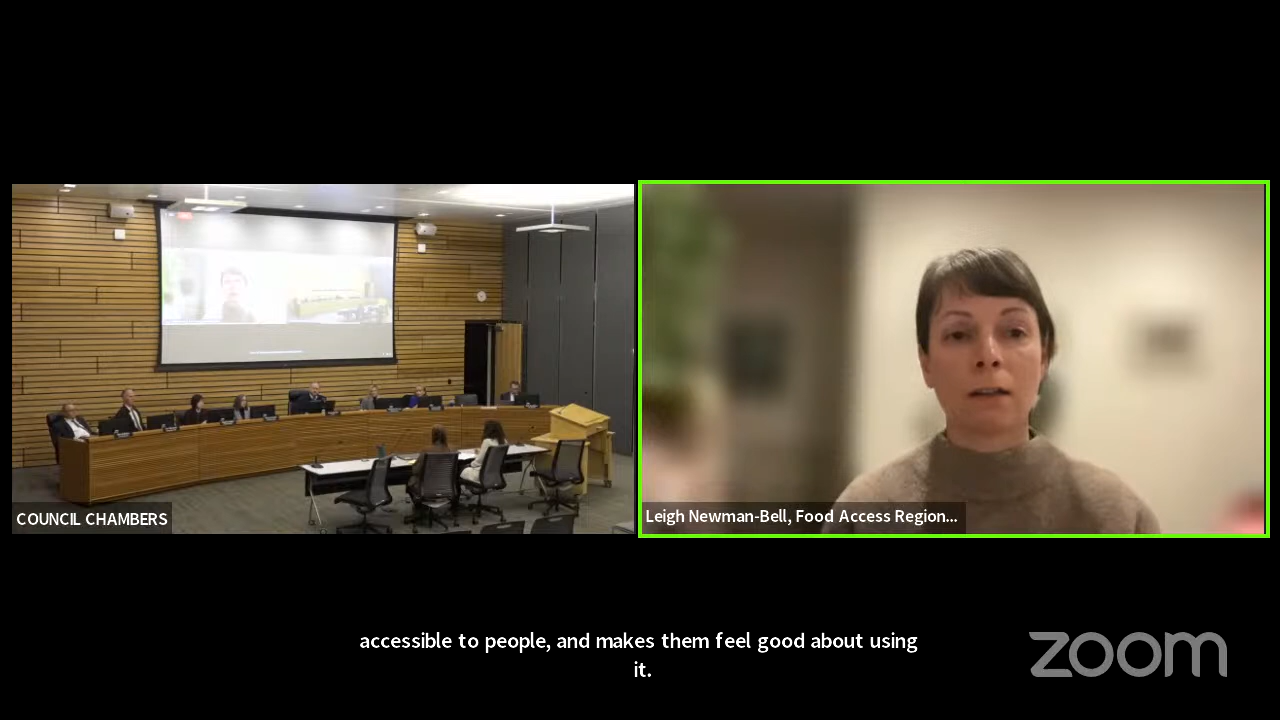 COUNCIL CHAMBERS
Leigh Newman-Bell, Food Access Region...
accessible to people, and makes them feel good about using
it.
zoom